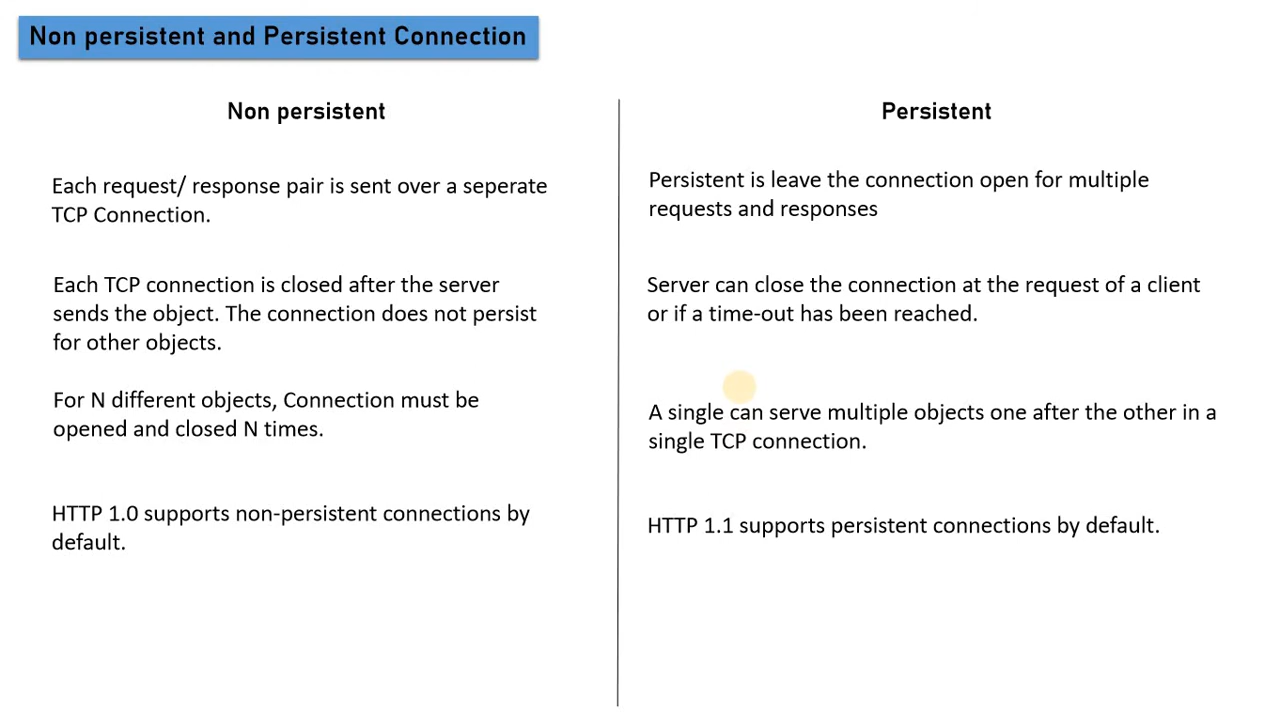 Non persistent and Persistent Connection
Non persistent
Each request/ response pair is sent over a seperate
TCP Connection.
Each TCP connection is closed after the server
sends the object. The connection does not persist
for other objects.
For N different objects, Connection must be
opened and closed N times.
HTTP 1.0 supports non-persistent connections by
default.
Persistent
Persistent is leave the connection open for multiple
requests and responses
Server can close the connection at the request of a client
or if a time-out has been reached.
A single can serve multiple objects one after the other in a
single TCP connection.
HTTP 1.1 supports persistent connections by default.